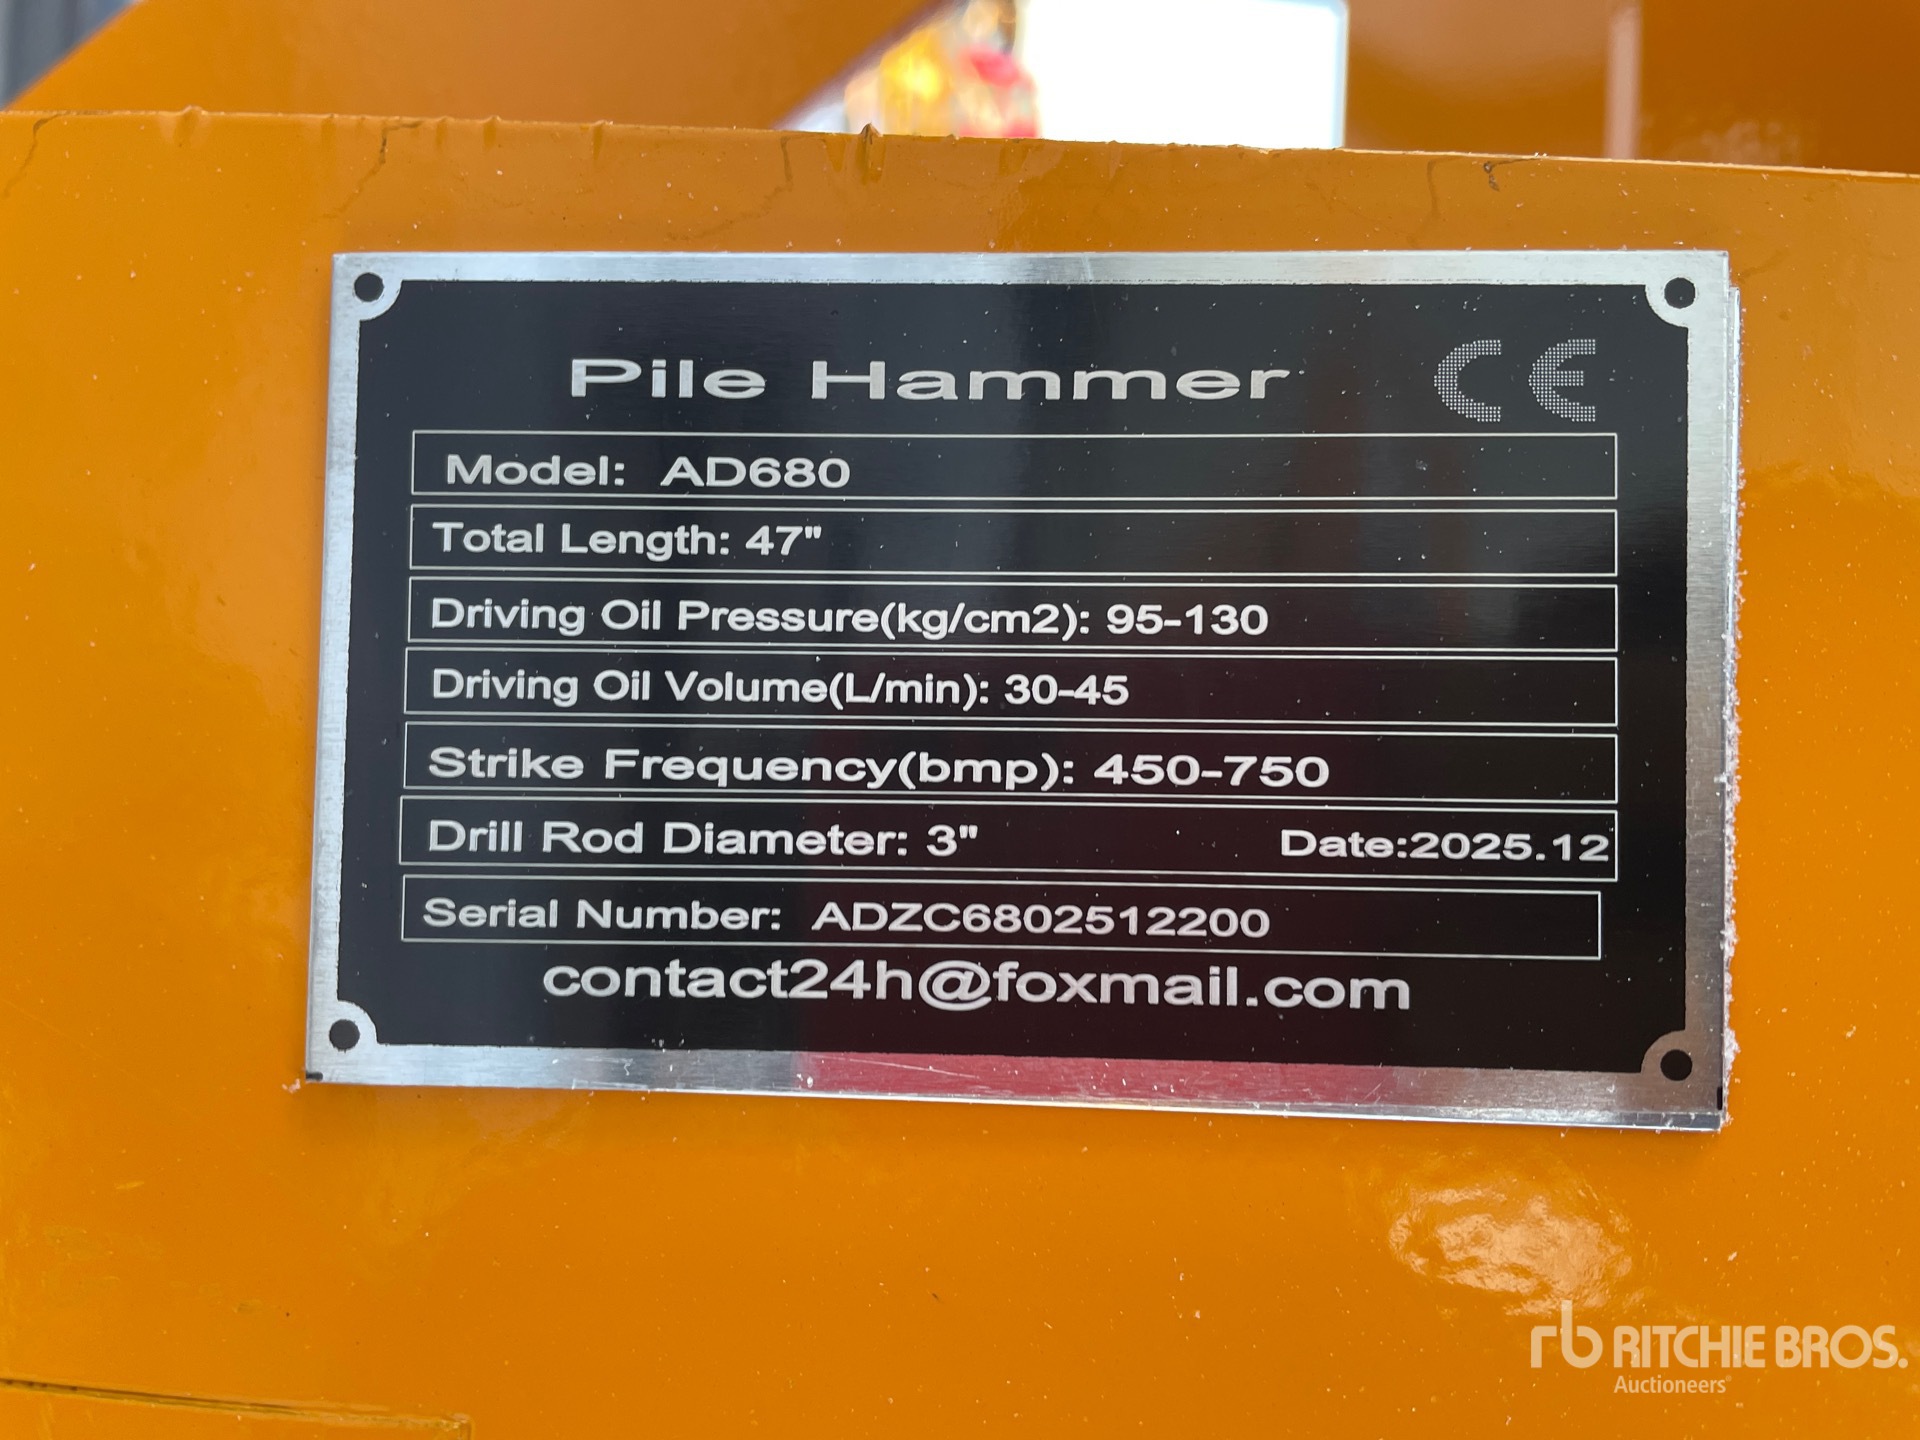 Pile Hammer CE
Model: AD680
Total Length: 47"
Driving Oil Pressure(kg/cm2): 95-130
Driving Oil Volume(L/min): 30-45
Strike Frequency(bmp): 450-750
Drill Rod Diameter: 3" Date:2025.12
Serial Number: ADZC6802512200
contact24h@foxmail.com
rb RITCHIE BROS.
Auctioneers